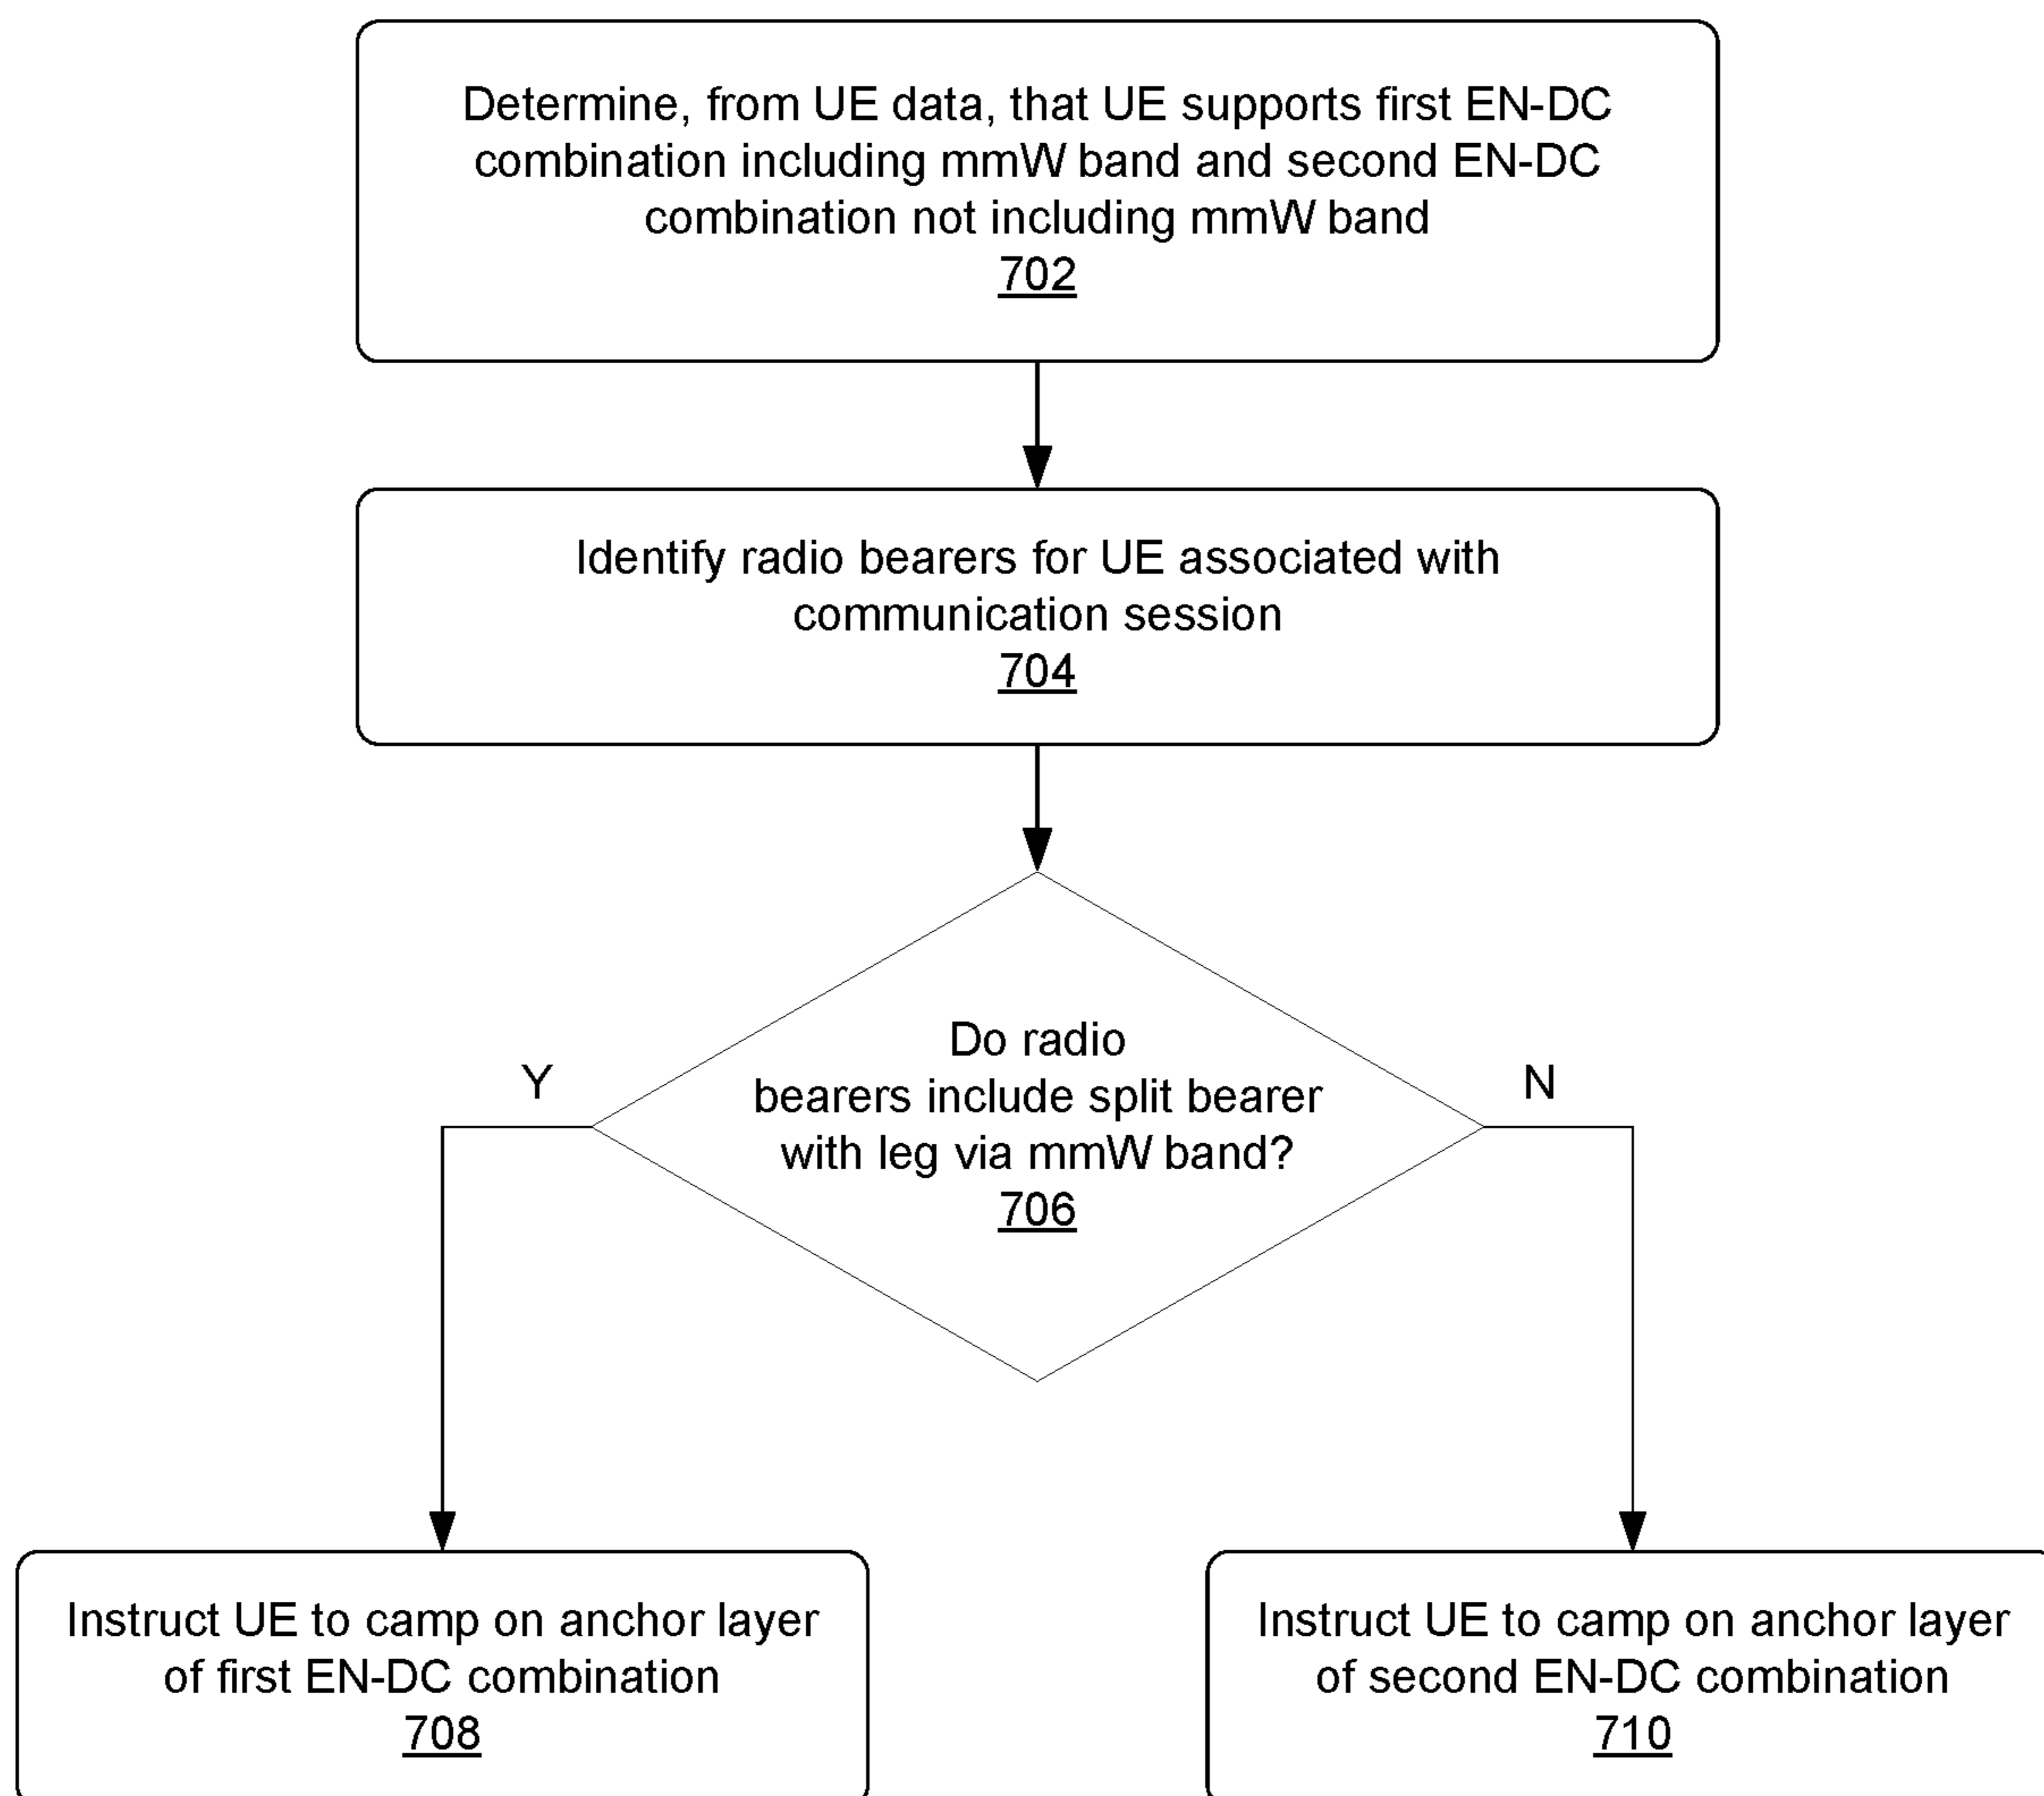 Determine, from UE data, that UE supports first EN-DC
combination including mmW band and second EN-DC
combination not including mmW band
702
Identify radio bearers for UE associated with
communication session
704
Do radio
bearers include split bearer
with leg via mmW band?
706
Y
N
Instruct UE to camp on anchor layer
of first EN-DC combination
708
Instruct UE to camp on anchor layer
of second EN-DC combination
710